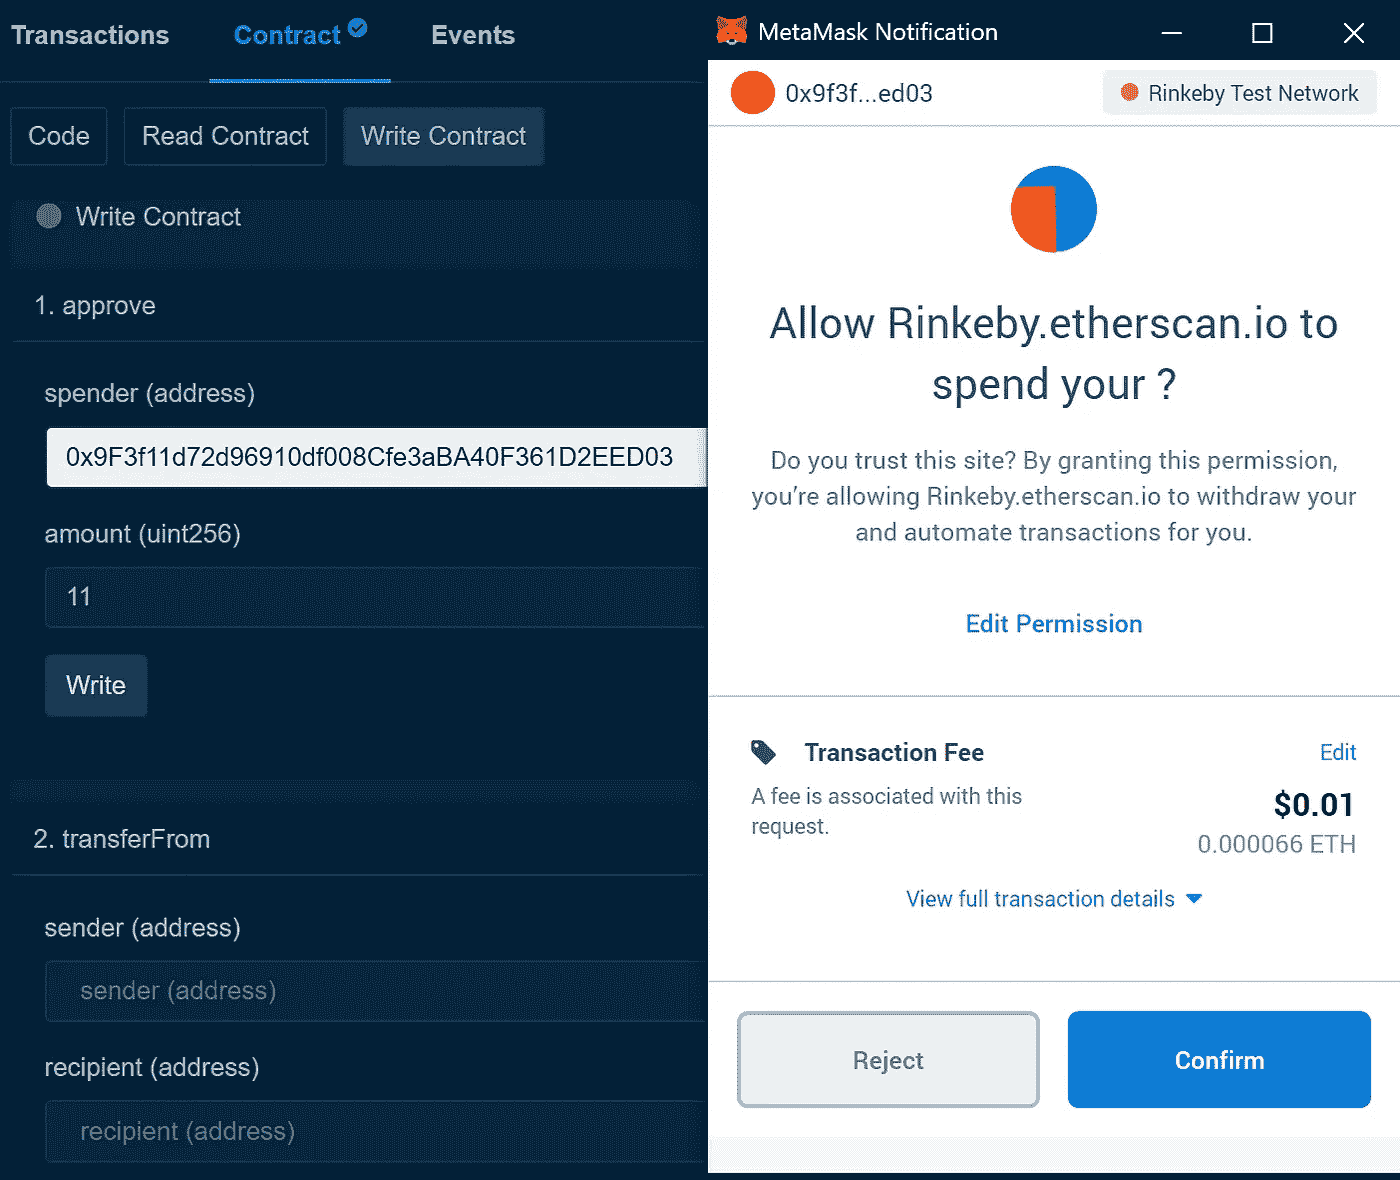 Transactions
Contract
Events
Code
Read Contract
Write Contract
Write Contract
1. approve
spender (address)
0x9F3f11d72d96910df008Cfe3aBA40F361D2EED03
amount (uint256)
11
Write
2. transferFrom
sender (address)
sender (address)
recipient (address)
recipient (address)
MetaMask Notification
0x9f3f...ed03
Rinkeby Test Network
Allow Rinkeby.etherscan.io to
spend your ?
Do you trust this site? By granting this permission,
you’re allowing Rinkeby.etherscan.io to withdraw your
and automate transactions for you.
Edit Permission
Transaction Fee
Edit
A fee is associated with this
request.
$0.01
0.000066 ETH
View full transaction details
Reject
Confirm